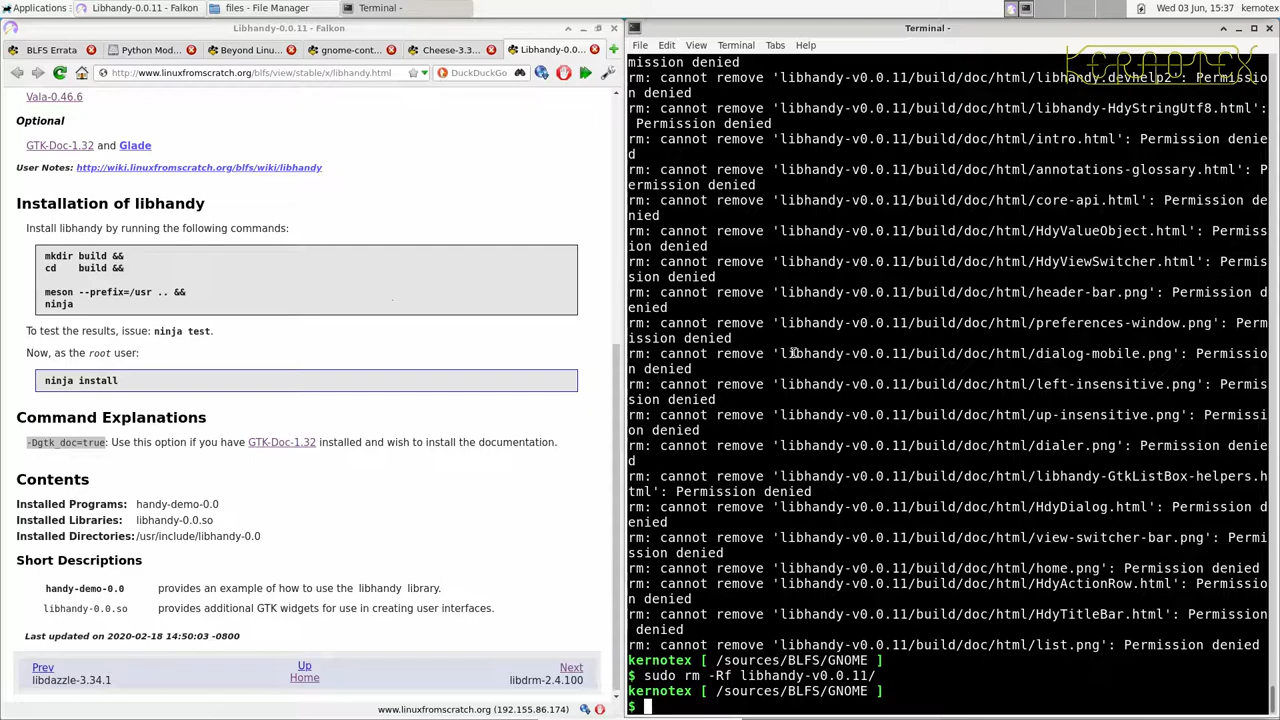 Applications
Libhandy-0.0.11 - Falkon
files - File Manager
Terminal -
Wed 03 Jun, 15:37 kernotex
Libhandy-0.0.11 - Falkon
BLFS Errata
Python Mod...
Beyond Linu...
gnome-cont...
Cheese-3.3...
Libhandy-0.0...
http://www.linuxfromscratch.org/blfs/view/stable/x/libhandy.html
DuckDuckGo
Vala-0.46.6
Optional
GTK-Doc-1.32 and Glade
User Notes: http://wiki.linuxfromscratch.org/blfs/wiki/libhandy
Installation of libhandy
Install libhandy by running the following commands:
mkdir build &&
cd    build &&
meson --prefix=/usr .. &&
ninja
To test the results, issue: ninja test.
Now, as the root user:
ninja install
Command Explanations
-Dgtk_doc=true: Use this option if you have GTK-Doc-1.32 installed and wish to install the documentation.
Contents
Installed Programs: handy-demo-0.0
Installed Libraries: libhandy-0.0.so
Installed Directories: /usr/include/libhandy-0.0
Short Descriptions
handy-demo-0.0 provides an example of how to use the libhandy library.
libhandy-0.0.so provides additional GTK widgets for use in creating user interfaces.
Last updated on 2020-02-18 14:50:03 -0800
Prev Up Next
libdazzle-3.34.1 Home libdrm-2.4.100
www.linuxfromscratch.org (192.155.86.174)
Terminal -
File Edit View Terminal Tabs Help
KERNOTEX
mission denied
rm: cannot remove 'libhandy-v0.0.11/build/doc/html/libhandy.devhelp2': Permissio
n denied
rm: cannot remove 'libhandy-v0.0.11/build/doc/html/libhandy-HdyStringUtf8.html':
 Permission denied
rm: cannot remove 'libhandy-v0.0.11/build/doc/html/intro.html': Permission denie
d
rm: cannot remove 'libhandy-v0.0.11/build/doc/html/annotations-glossary.html': P
ermission denied
rm: cannot remove 'libhandy-v0.0.11/build/doc/html/core-api.html': Permission de
nied
rm: cannot remove 'libhandy-v0.0.11/build/doc/html/HdyValueObject.html': Permiss
ion denied
rm: cannot remove 'libhandy-v0.0.11/build/doc/html/HdyViewSwitcher.html': Permis
sion denied
rm: cannot remove 'libhandy-v0.0.11/build/doc/html/header-bar.png': Permission d
enied
rm: cannot remove 'libhandy-v0.0.11/build/doc/html/preferences-window.png': Perm
ission denied
rm: cannot remove 'libhandy-v0.0.11/build/doc/html/dialog-mobile.png': Permissio
n denied
rm: cannot remove 'libhandy-v0.0.11/build/doc/html/left-insensitive.png': Permis
sion denied
rm: cannot remove 'libhandy-v0.0.11/build/doc/html/up-insensitive.png': Permissi
on denied
rm: cannot remove 'libhandy-v0.0.11/build/doc/html/dialer.png': Permission denie
d
rm: cannot remove 'libhandy-v0.0.11/build/doc/html/libhandy-GtkListBox-helpers.h
tml': Permission denied
rm: cannot remove 'libhandy-v0.0.11/build/doc/html/HdyDialog.html': Permission d
enied
rm: cannot remove 'libhandy-v0.0.11/build/doc/html/view-switcher-bar.png': Permi
ssion denied
rm: cannot remove 'libhandy-v0.0.11/build/doc/html/home.png': Permission denied
rm: cannot remove 'libhandy-v0.0.11/build/doc/html/HdyActionRow.html': Permissio
n denied
rm: cannot remove 'libhandy-v0.0.11/build/doc/html/HdyTitleBar.html': Permission
 denied
rm: cannot remove 'libhandy-v0.0.11/build/doc/html/list.png': Permission denied
kernotex [ /sources/BLFS/GNOME ]
$ sudo rm -Rf libhandy-v0.0.11/
kernotex [ /sources/BLFS/GNOME ]
$